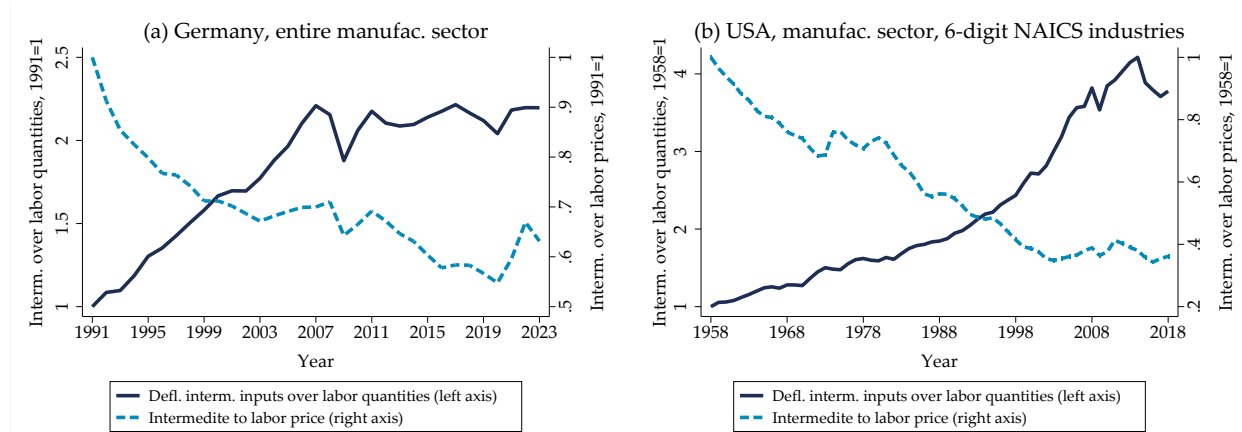 (a) Germany, entire manufac. sector
Interm. over labor quantities, 1991=1
2.5
2
1.5
1
Interm. over labor prices, 1991=1
1
.9
.8
.7
.6
.5
1991 1995 1999 2003 2007 2011 2015 2019 2023
Year
Defl. interm. inputs over labor quantities (left axis)
Intermedite to labor price (right axis)
(b) USA, manufac. sector, 6-digit NAICS industries
Interm. over labor quantities, 1958=1
4
3
2
1
Interm. over labor prices, 1958=1
1
.8
.6
.4
.2
1958 1968 1978 1988 1998 2008 2018
Year
Defl. interm. inputs over labor quantities (left axis)
Intermedite to labor price (right axis)